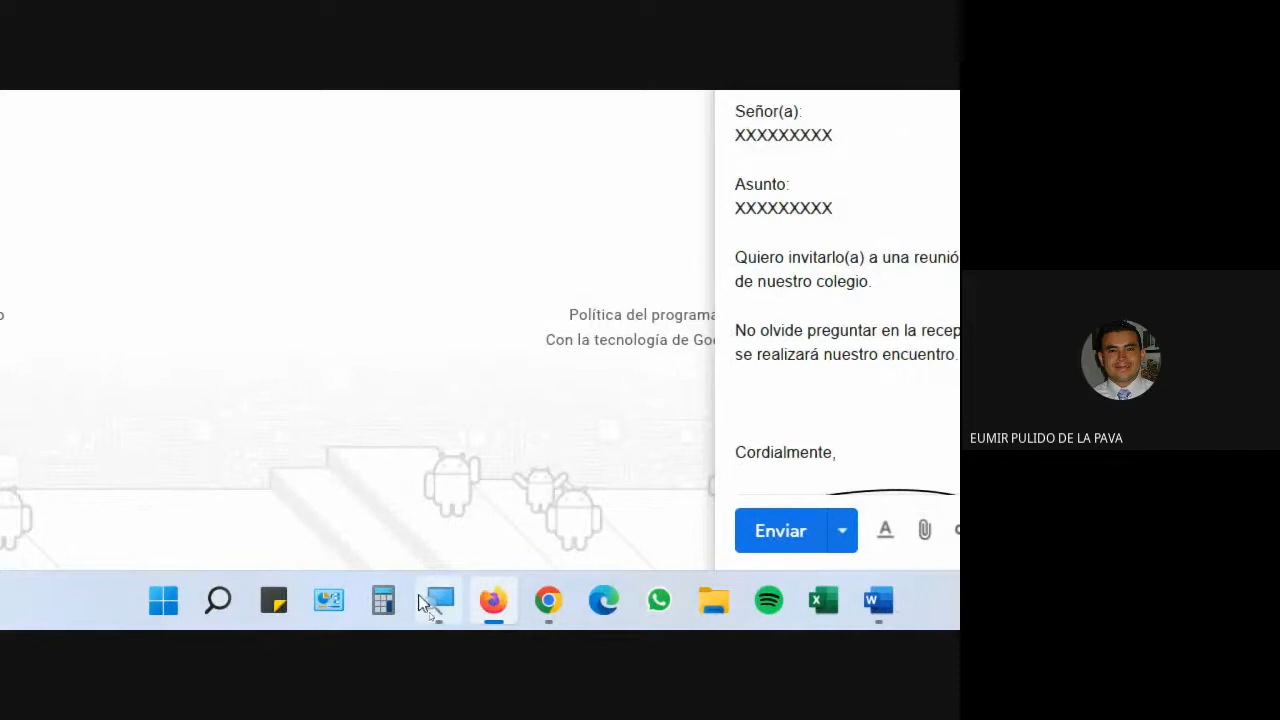 Señor(a):
XXXXXXXXX
Asunto:
XXXXXXXXX
Quiero invitarlo(a) a una reunió
de nuestro colegio.
No olvide preguntar en la recep
se realizará nuestro encuentro.
Cordialmente,
Enviar
Política del programa
Con la tecnología de Goo
EUMIR PULIDO DE LA PAVA